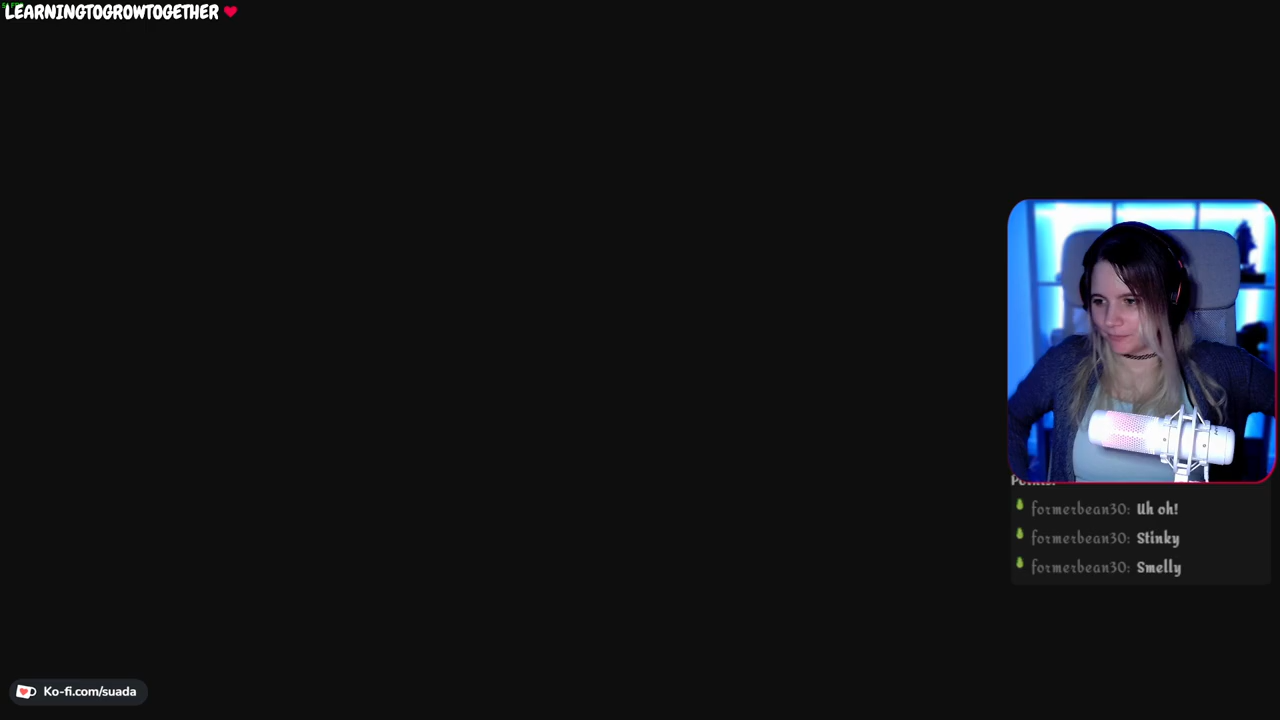 LEARNINGTOGROWTOGETHER
formerbean30: Uh oh!
formerbean30: Stinky
formerbean30: Smelly
Ko-fi.com/suada